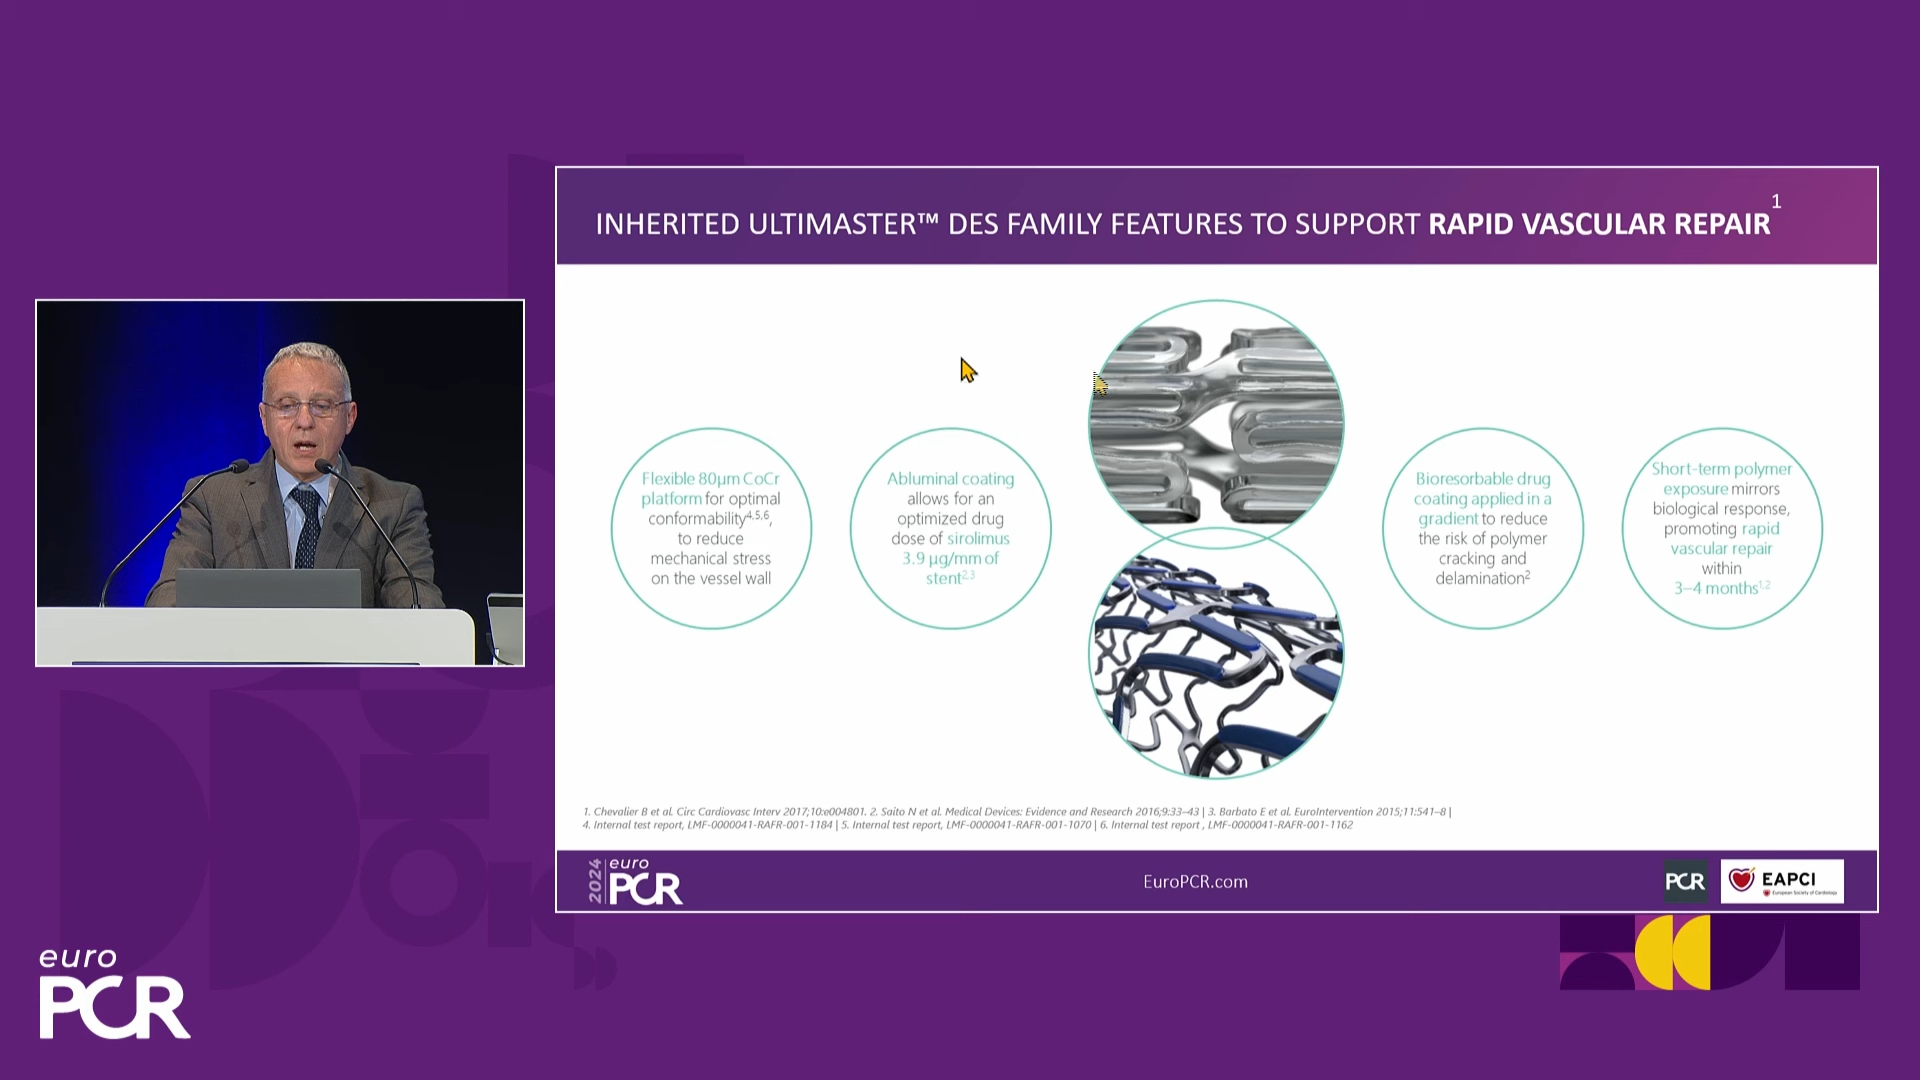 INHERITED ULTIMASTER™ DES FAMILY FEATURES TO SUPPORT RAPID VASCULAR REPAIR1
Flexible 80µm CoCr
platform for optimal
conformability4,5,6,
to reduce
mechanical stress
on the vessel wall
Abluminal coating
allows for an
optimized drug
dose of sirolimus
3.9 µg/mm of
stent2,3
Bioresorbable drug
coating applied in a
gradient to reduce
the risk of polymer
cracking and
delamination2
Short-term polymer
exposure mirrors
biological response,
promoting rapid
vascular repair
within
3–4 months1,2
1. Chevalier B et al. Circ Cardiovasc Interv 2017;10:e004801. 2. Saito N et al. Medical Devices: Evidence and Research 2016;9:33–43 | 3. Barbato E et al. EuroIntervention 2015;11:541–8 |
4. Internal test report, LMF-0000041-RAFR-001-1184 | 5. Internal test report, LMF-0000041-RAFR-001-1070 | 6. Internal test report , LMF-0000041-RAFR-001-1162
2024
euro
PCR
EuroPCR.com
PCR
EAPCI
European Society of Cardiology
euro
PCR